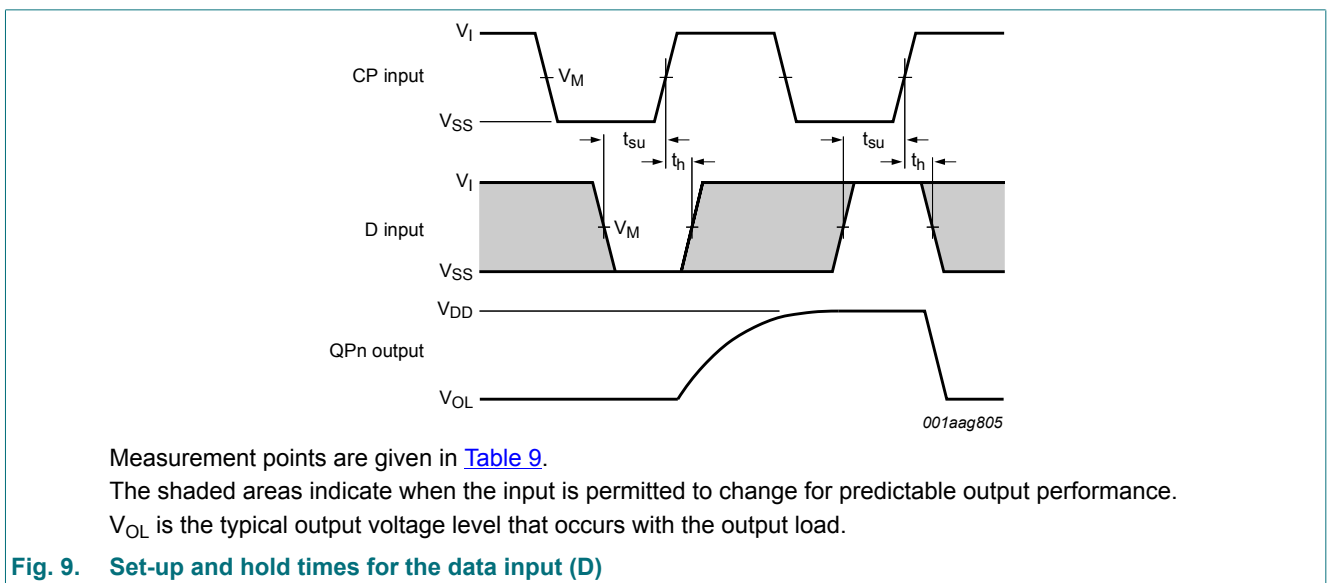 V_I
CP input
V_M
V_SS
t_su
t_su
t_h
t_h
V_I
D input
V_M
V_SS
V_DD
QPn output
V_OL
001aag805
Measurement points are given in Table 9.
The shaded areas indicate when the input is permitted to change for predictable output performance.
V_OL is the typical output voltage level that occurs with the output load.
Fig. 9. Set-up and hold times for the data input (D)